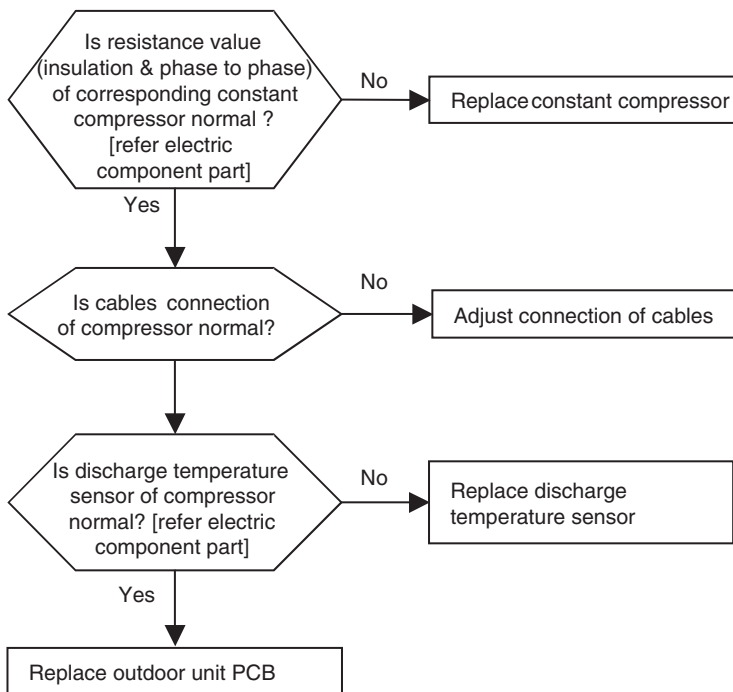 Is resistance value
(insulation & phase to phase)
of corresponding constant
compressor normal ?
[refer electric
component part]
No
Replace constant compressor
Yes
Is cables connection
of compressor normal?
No
Adjust connection of cables
Is discharge temperature
sensor of compressor
normal? [refer electric
component part]
No
Replace discharge
temperature sensor
Yes
Replace outdoor unit PCB